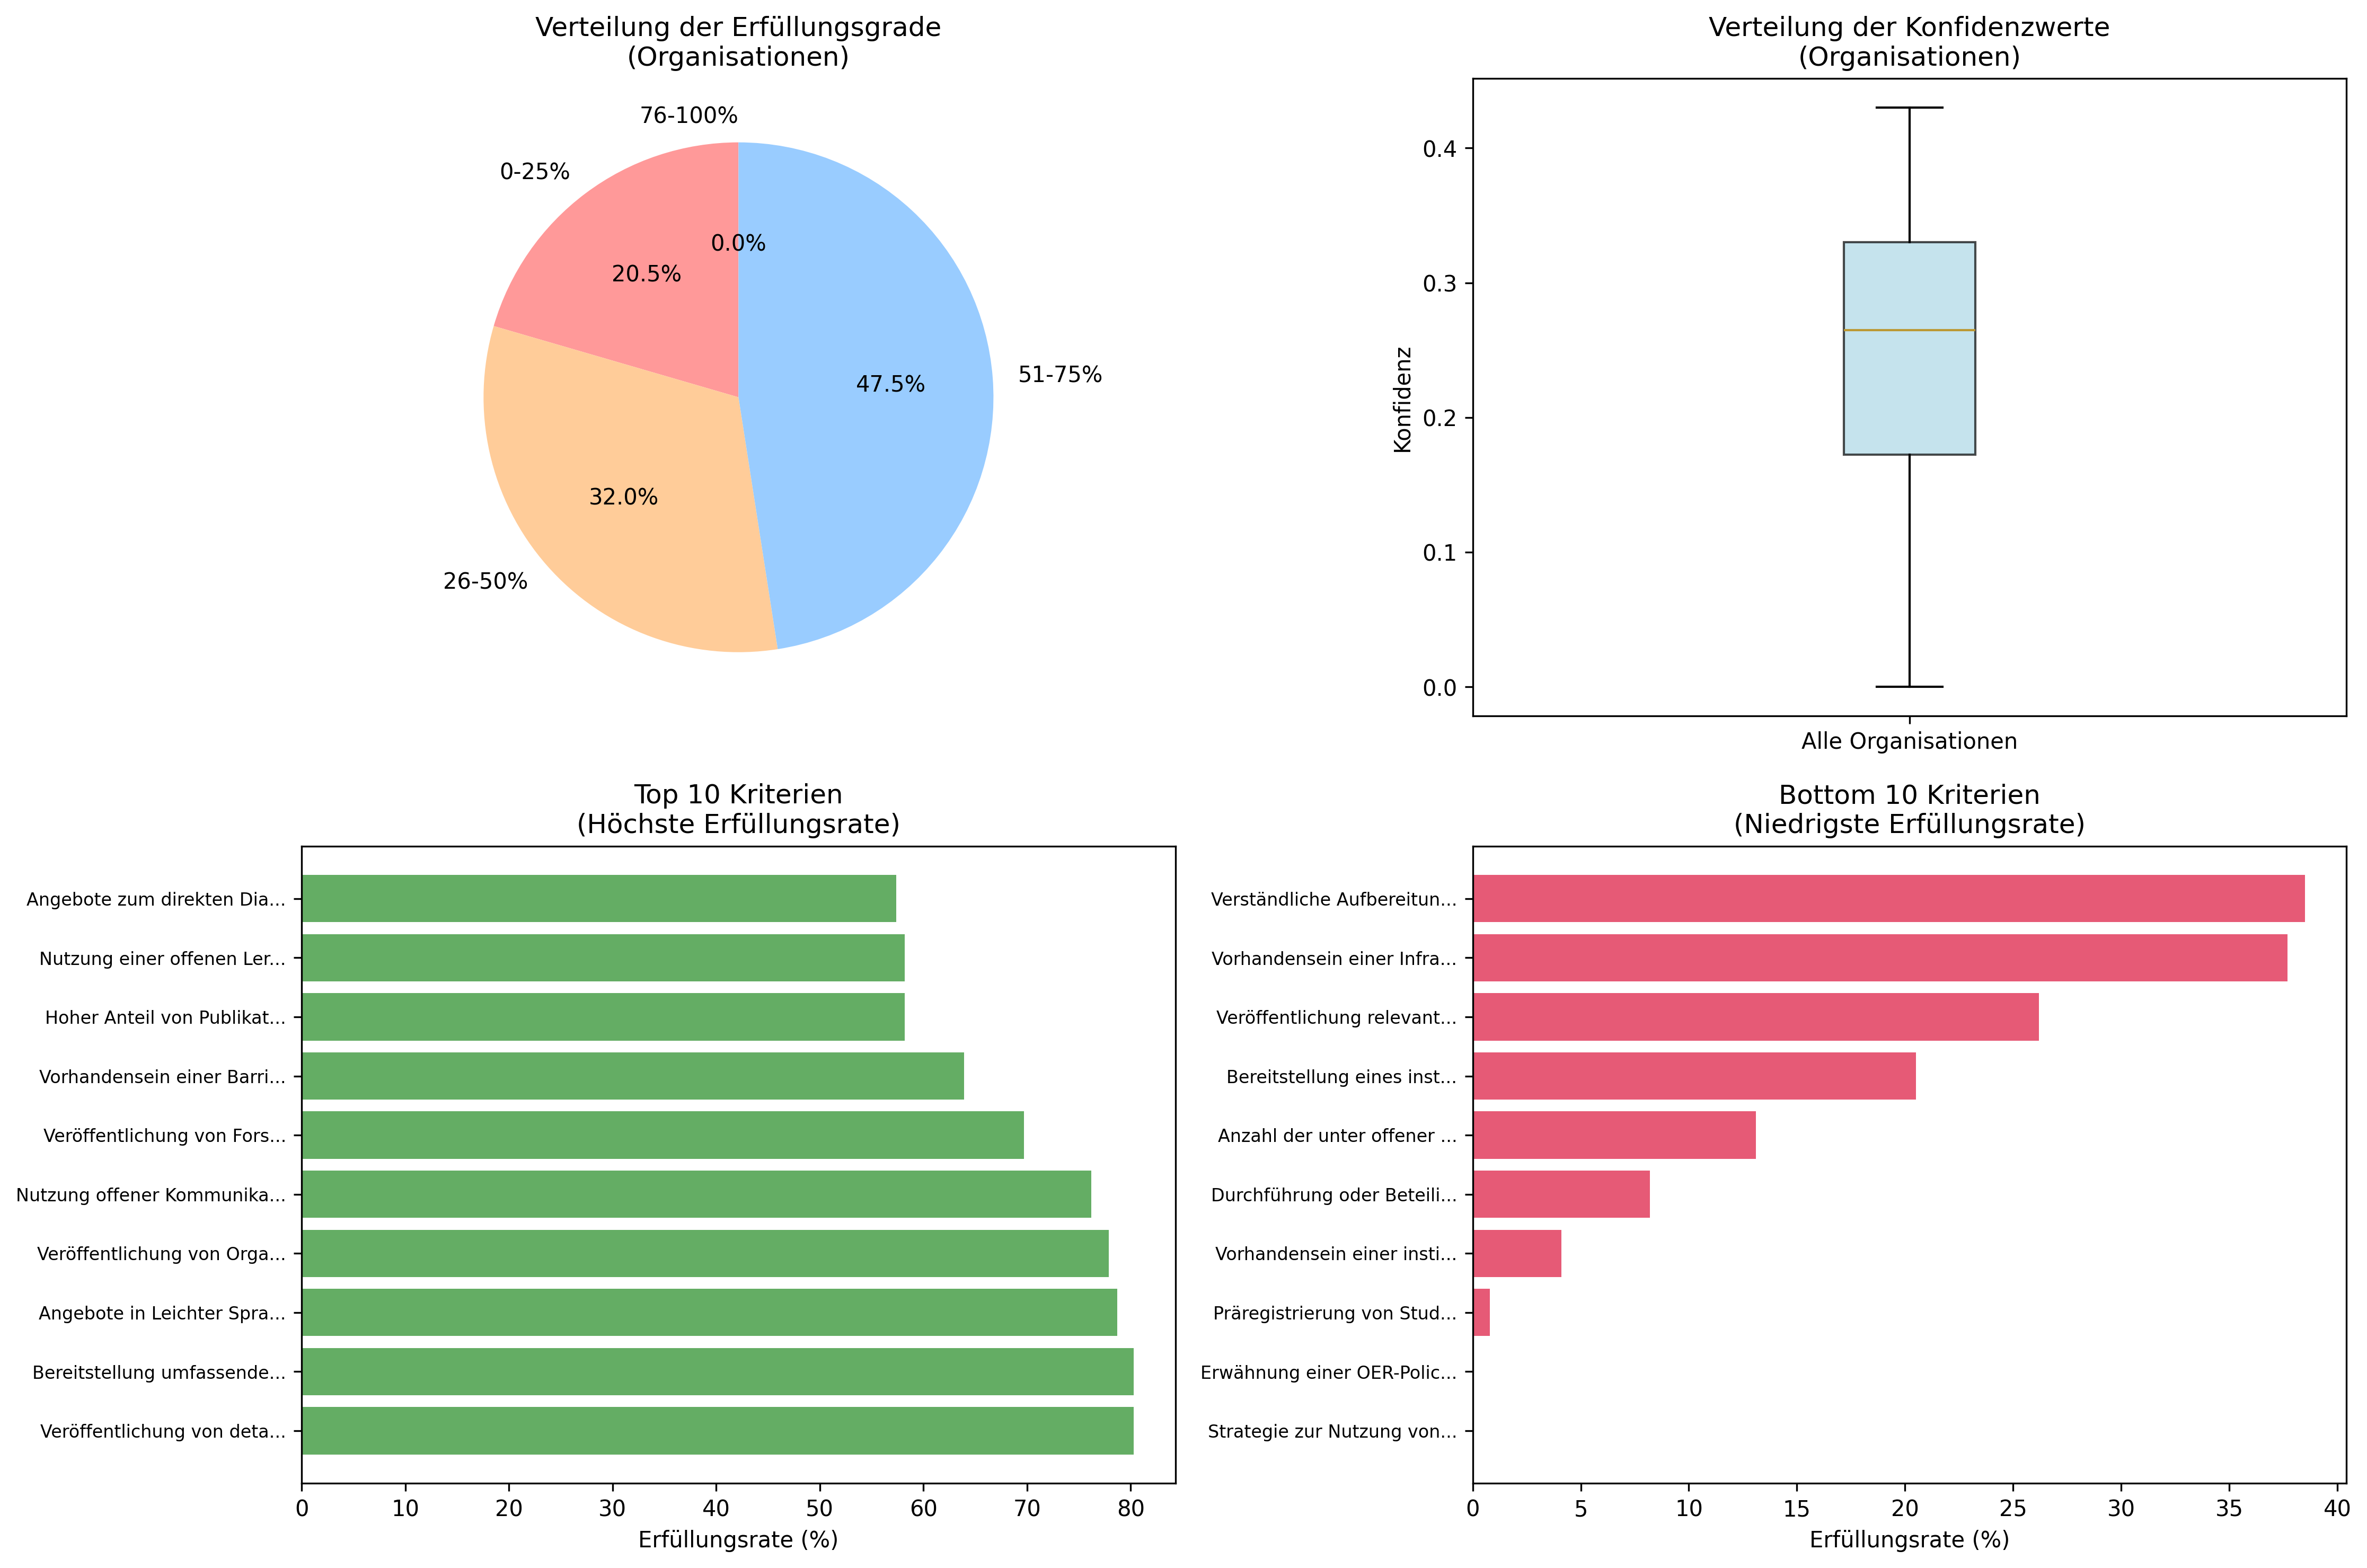 Verteilung der Erfüllungsgrade
(Organisationen)
76-100%
0-25%
0.0%
20.5%
51-75%
47.5%
32.0%
26-50%
Verteilung der Konfidenzwerte
(Organisationen)
0.4
0.3
0.2
0.1
0.0
Konfidenz
Alle Organisationen
Top 10 Kriterien
(Höchste Erfüllungsrate)
Angebote zum direkten Dia...
Nutzung einer offenen Ler...
Hoher Anteil von Publikat...
Vorhandensein einer Barri...
Veröffentlichung von Fors...
Nutzung offener Kommunika...
Veröffentlichung von Orga...
Angebote in Leichter Spra...
Bereitstellung umfassende...
Veröffentlichung von deta...
0 10 20 30 40 50 60 70 80
Erfüllungsrate (%)
Bottom 10 Kriterien
(Niedrigste Erfüllungsrate)
Verständliche Aufbereitun...
Vorhandensein einer Infra...
Veröffentlichung relevant...
Bereitstellung eines inst...
Anzahl der unter offener ...
Durchführung oder Beteili...
Vorhandensein einer insti...
Präregistrierung von Stud...
Erwähnung einer OER-Polic...
Strategie zur Nutzung von...
0 5 10 15 20 25 30 35 40
Erfüllungsrate (%)